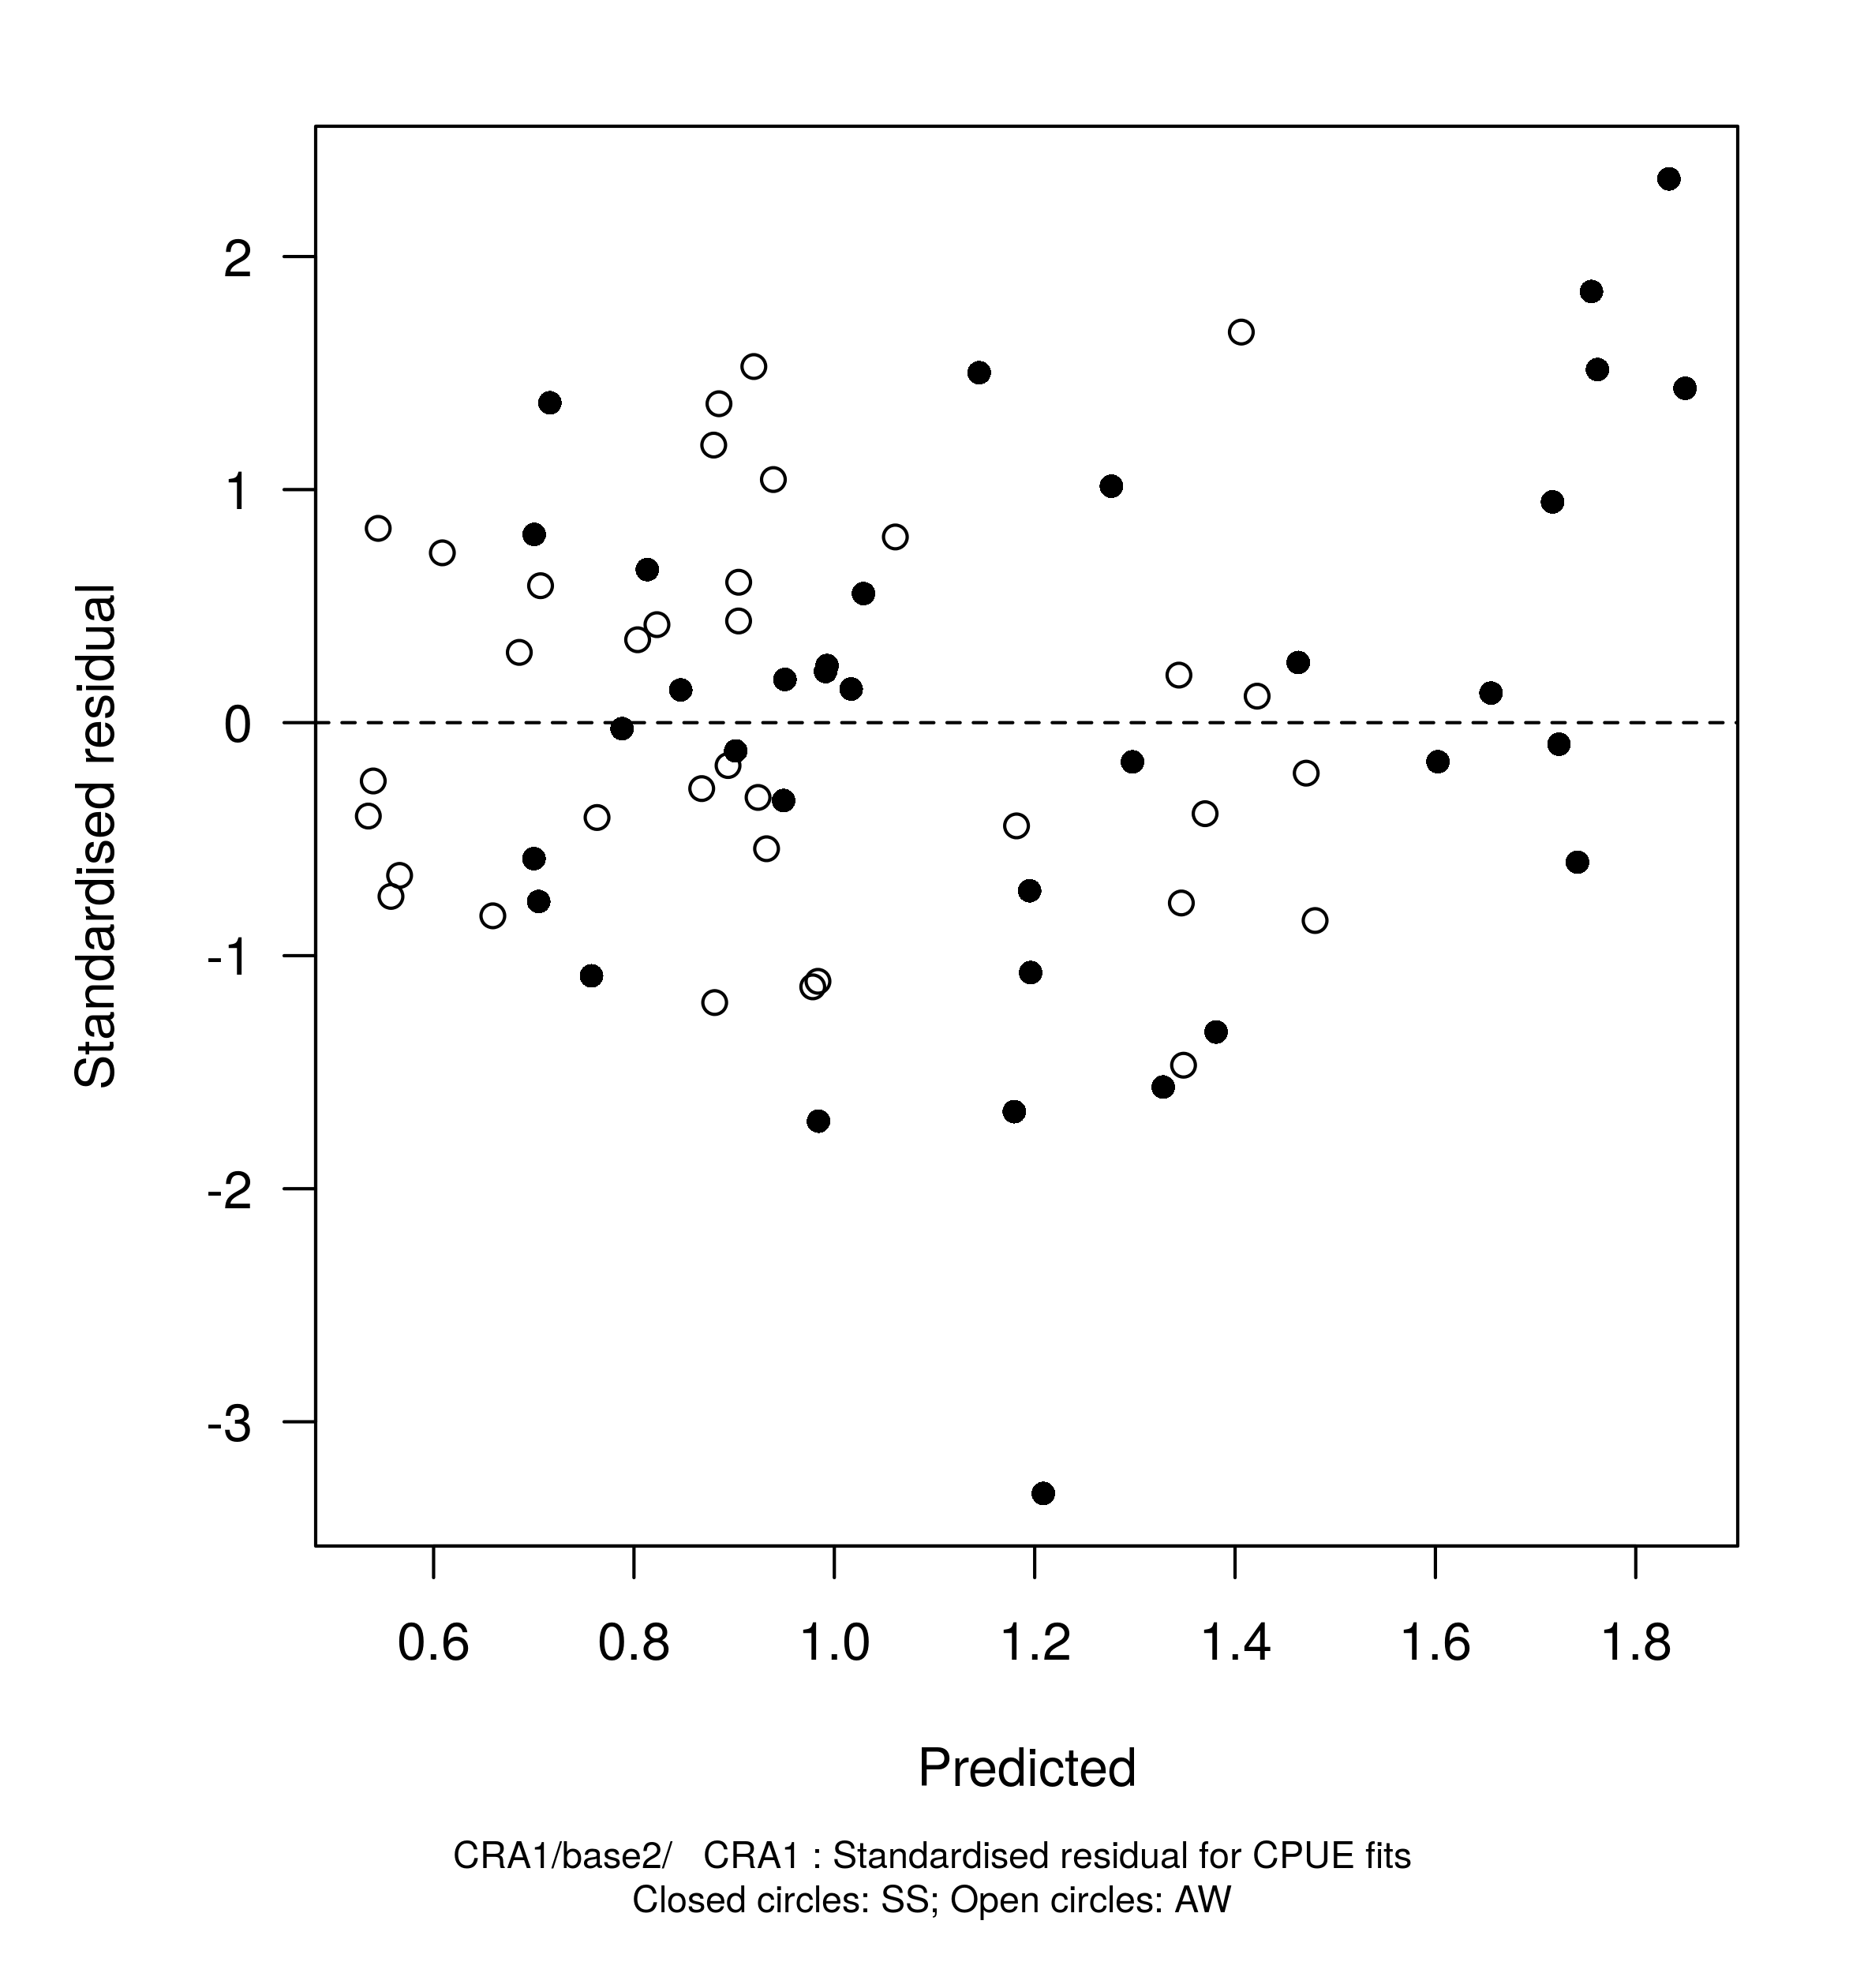 2
1
0
-1
-2
-3
Standardised residual
0.6 0.8 1.0 1.2 1.4 1.6 1.8
Predicted
CRA1/base2/ CRA1 : Standardised residual for CPUE fits
Closed circles: SS; Open circles: AW